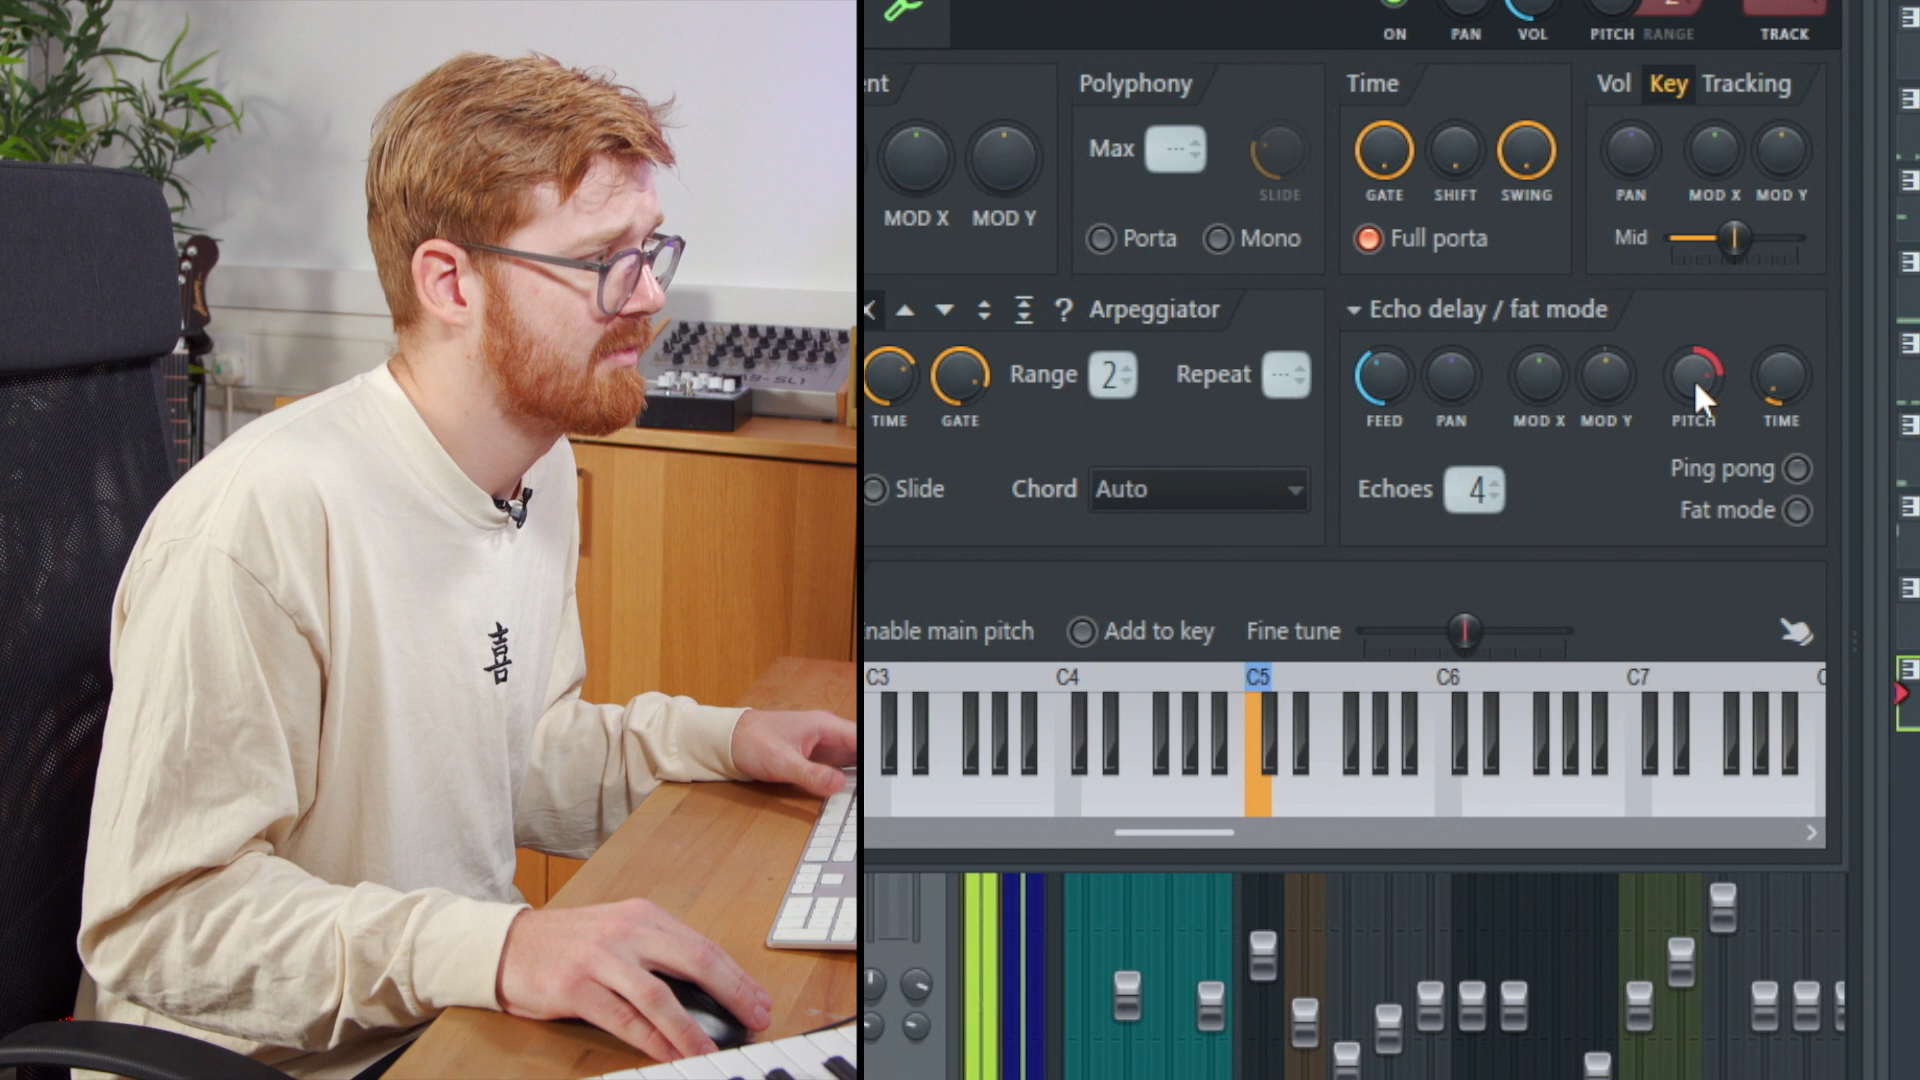 喜
ON PAN VOL PITCH RANGE 2 TRACK
Polyphony Time Vol Key Tracking
MOD X MOD Y
Max --- SLIDE
GATE SHIFT SWING
PAN MOD X MOD Y
Porta Mono Full porta Mid
? Arpeggiator Echo delay / fat mode
TIME GATE Range 2 Repeat ---
FEED PAN MOD X MOD Y PITCH TIME
Slide Chord Auto
Echoes 4 Ping pong
Fat mode
nable main pitch Add to key Fine tune
C3 C4 C5 C6 C7